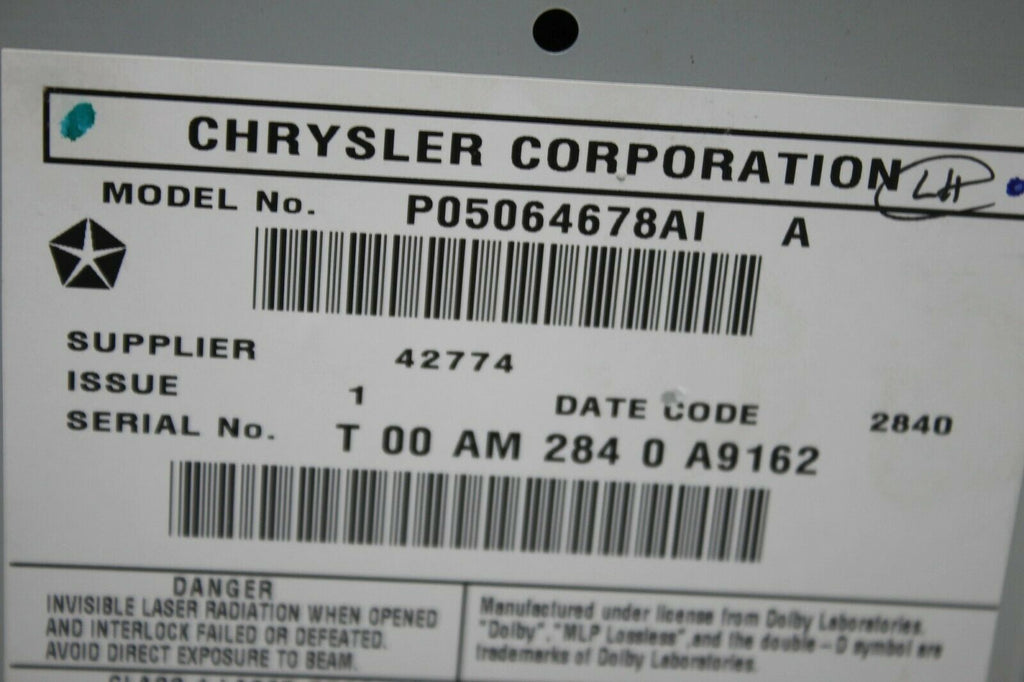 CHRYSLER CORPORATION
LH
MODEL No. P05064678AI A
SUPPLIER 42774
ISSUE 1 DATE CODE 2840
SERIAL No. T 00 AM 284 0 A9162
DANGER
INVISIBLE LASER RADIATION WHEN OPENED
AND INTERLOCK FAILED OR DEFEATED.
AVOID DIRECT EXPOSURE TO BEAM.
Manufactured under license from Dolby Laboratories.
"Dolby", "MLP Lossless", and the double-D symbol are
trademarks of Dolby Laboratories.